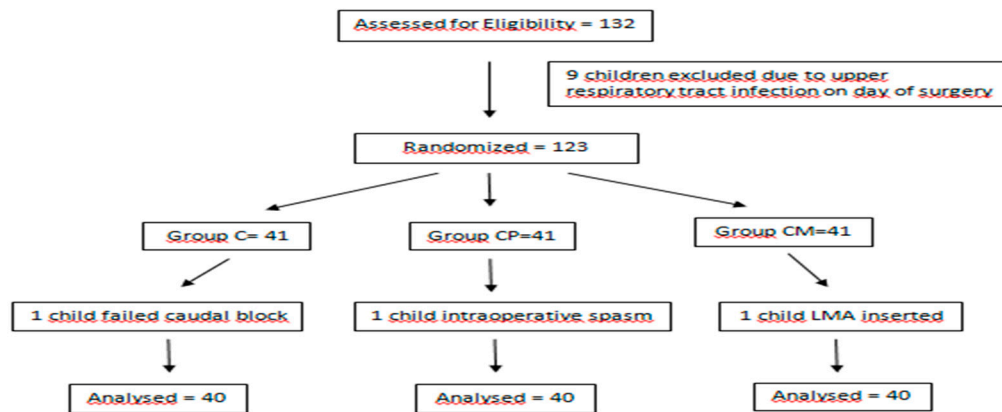 Assessed for Eligibility = 132
9 children excluded due to upper
respiratory tract infection on day of surgery
Randomized = 123
Group C= 41
Group CP=41
Group CM=41
1 child failed caudal block
1 child intraoperative spasm
1 child LMA inserted
Analysed = 40
Analysed = 40
Analysed = 40